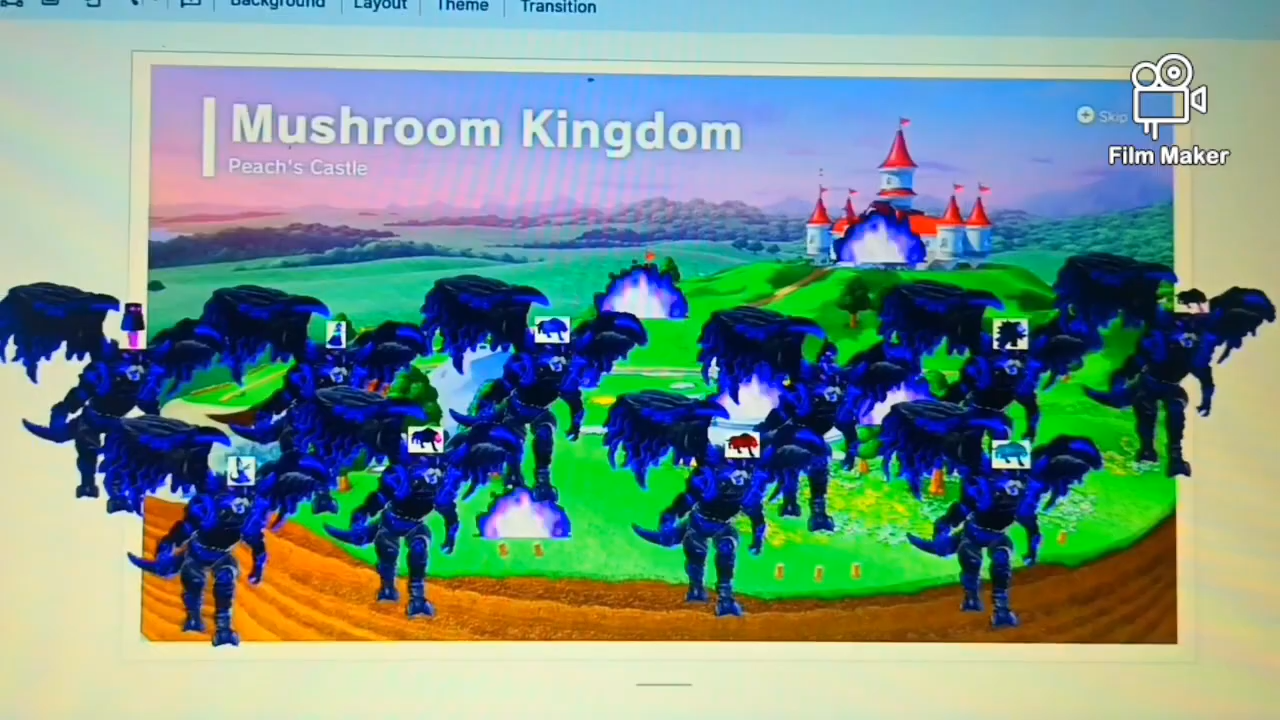 Background Layout Theme Transition
Mushroom Kingdom
Peach's Castle
Skip
Film Maker